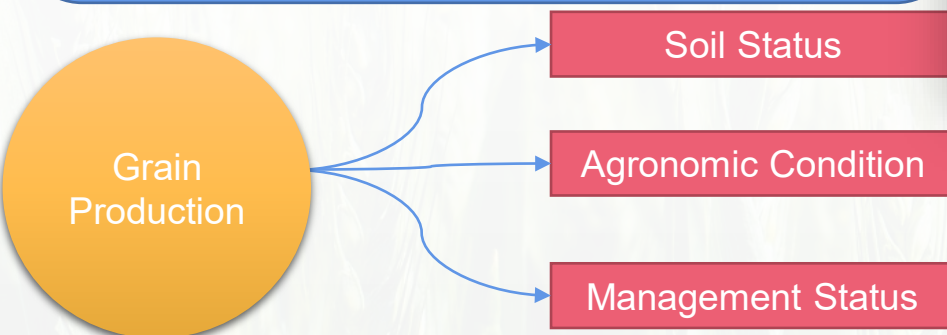 Soil Status
Grain
Production
Agronomic Condition
Management Status